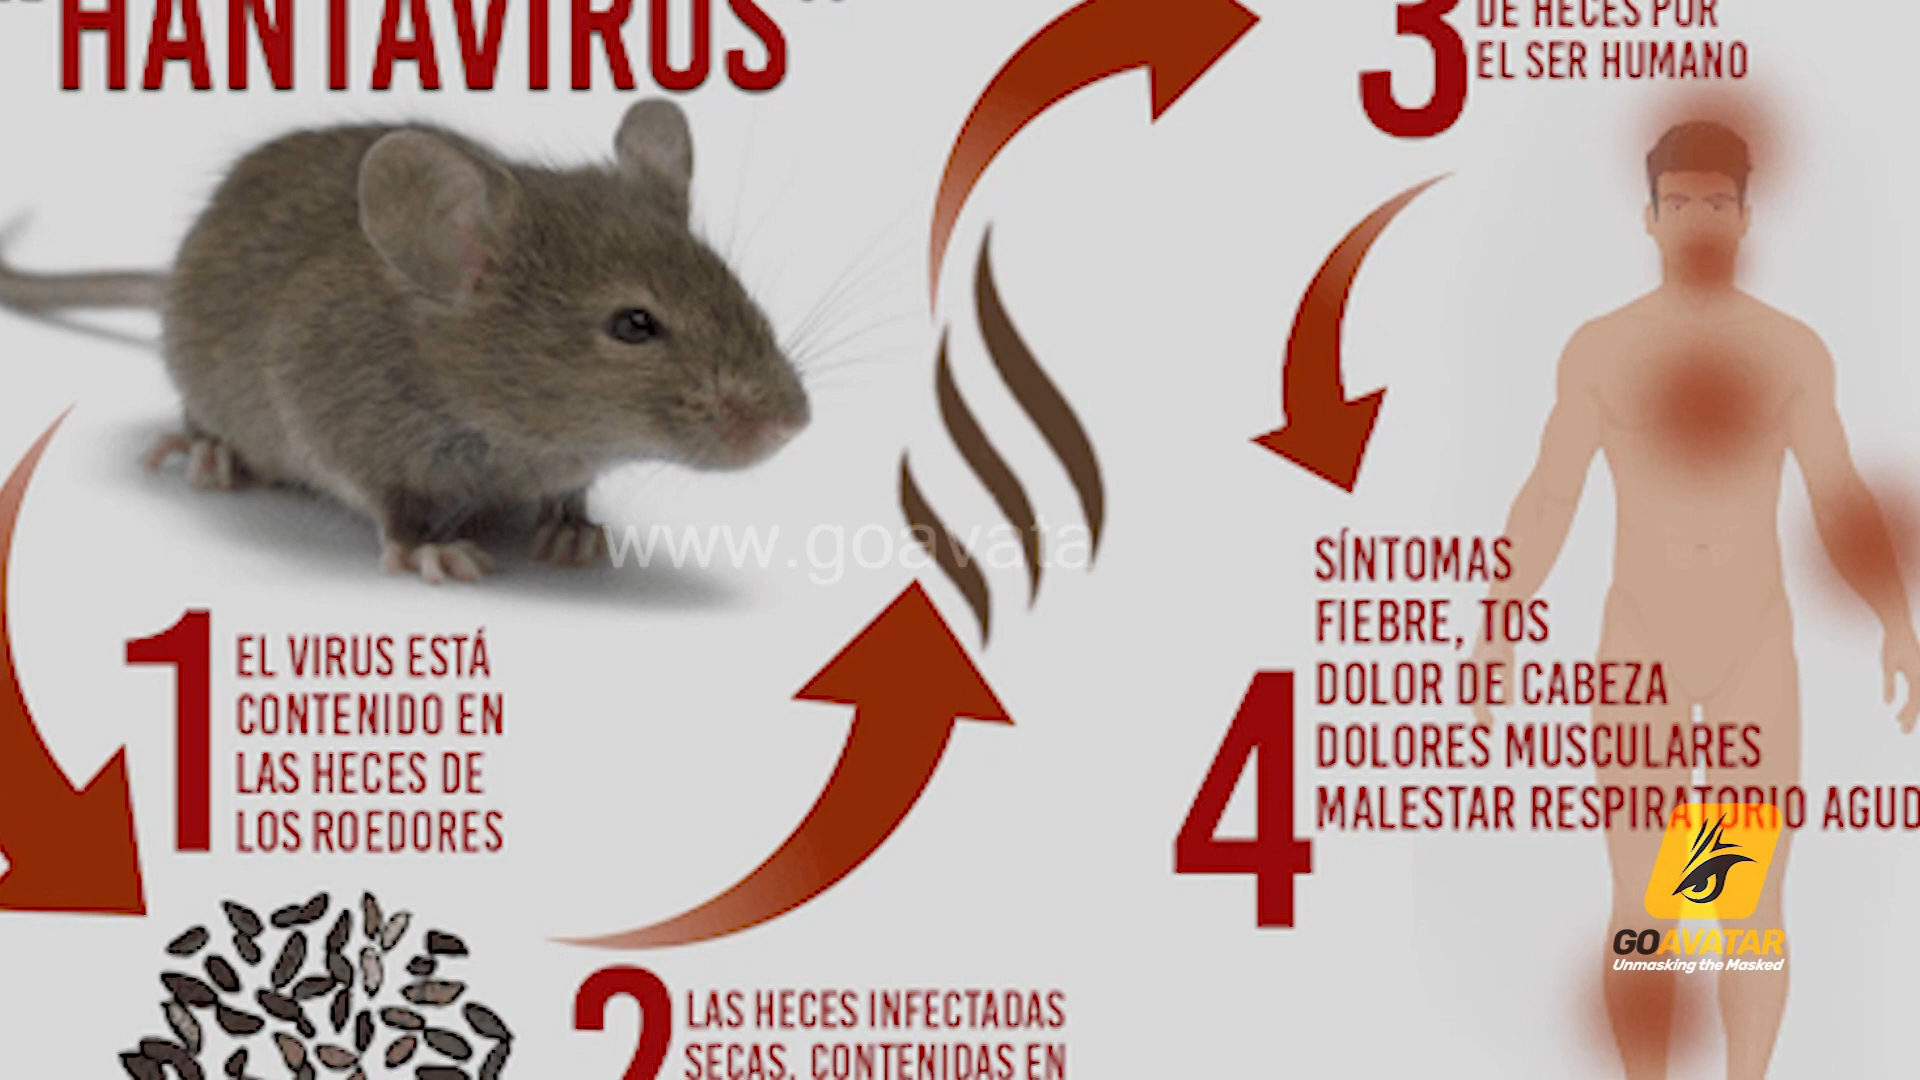 "HANTAVIRUS"
1
EL VIRUS ESTÁ
CONTENIDO EN
LAS HECES DE
LOS ROEDORES
2
LAS HECES INFECTADAS
SECAS, CONTENIDAS EN
3
DE HECES POR
EL SER HUMANO
4
SÍNTOMAS
FIEBRE, TOS
DOLOR DE CABEZA
DOLORES MUSCULARES
MALESTAR RESPIRATORIO AGUD
www.goavata
GOAVATAR
Unmasking the Masked